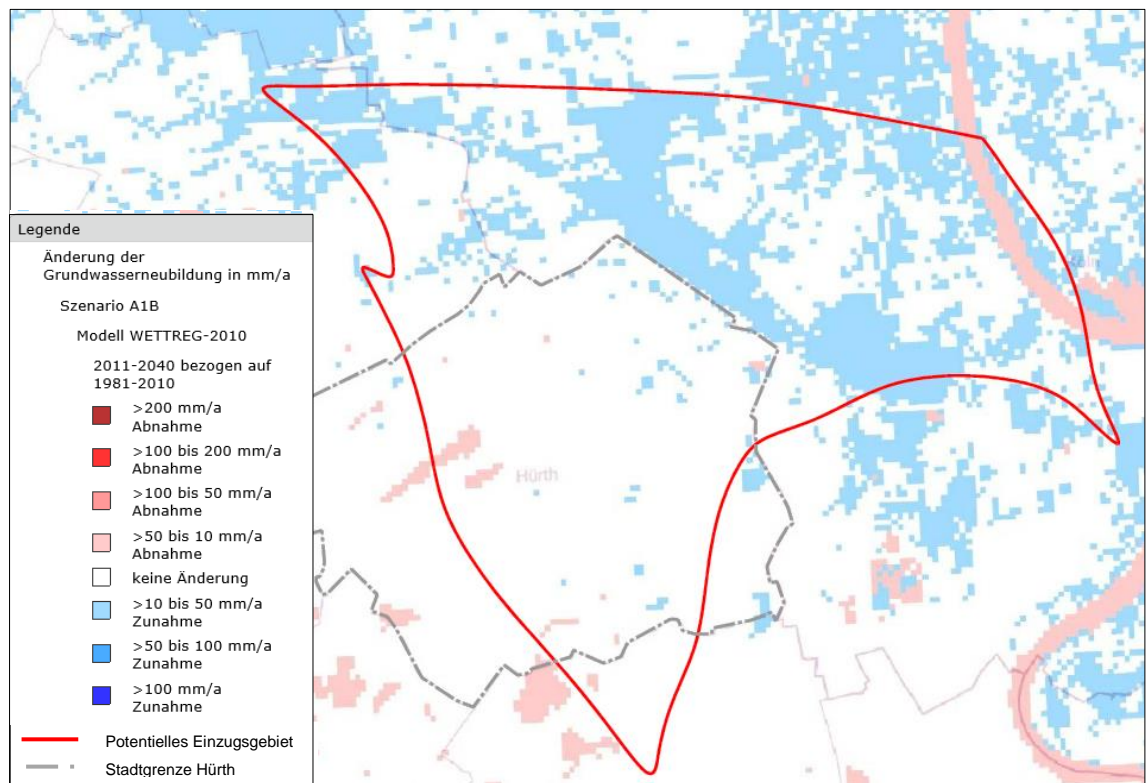 Legende
Änderung der
Grundwasserneubildung in mm/a
Szenario A1B
Modell WETTREG-2010
2011-2040 bezogen auf
1981-2010
>200 mm/a
Abnahme
>100 bis 200 mm/a
Abnahme
>100 bis 50 mm/a
Abnahme
>50 bis 10 mm/a
Abnahme
keine Änderung
>10 bis 50 mm/a
Zunahme
>50 bis 100 mm/a
Zunahme
>100 mm/a
Zunahme
Potentielles Einzugsgebiet
Stadtgrenze Hürth
Köln
Hürth